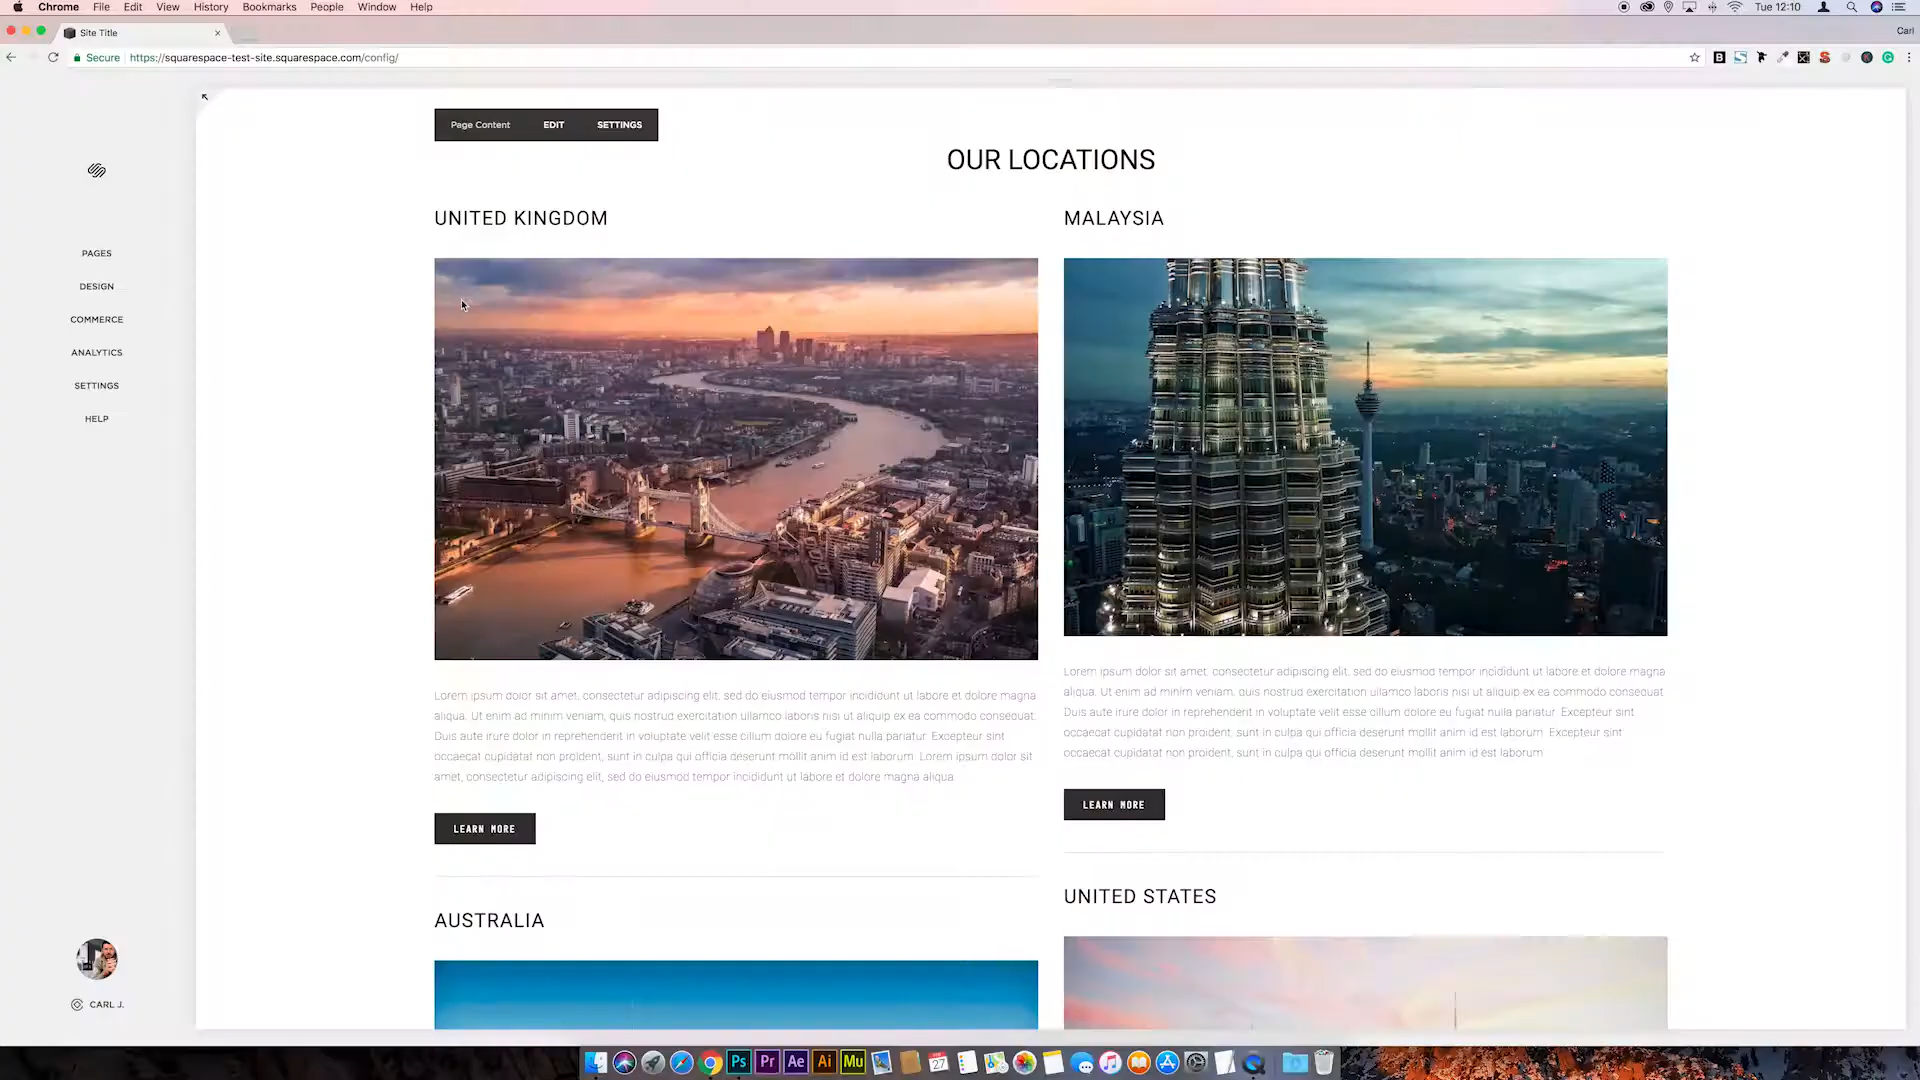 Chrome File Edit View History Bookmarks People Window Help
Tue 12:10
Site Title
Carl
Secure https://squarespace-test-site.squarespace.com/config/
Page Content EDIT SETTINGS
OUR LOCATIONS
PAGES
DESIGN
COMMERCE
ANALYTICS
SETTINGS
HELP
CARL J.
UNITED KINGDOM
Lorem ipsum dolor sit amet, consectetur adipiscing elit, sed do eiusmod tempor incididunt ut labore et dolore magna
aliqua. Ut enim ad minim veniam, quis nostrud exercitation ullamco laboris nisi ut aliquip ex ea commodo consequat.
Duis aute irure dolor in reprehenderit in voluptate velit esse cillum dolore eu fugiat nulla pariatur. Excepteur sint
occaecat cupidatat non proident, sunt in culpa qui officia deserunt mollit anim id est laborum. Lorem ipsum dolor sit
amet, consectetur adipiscing elit, sed do eiusmod tempor incididunt ut labore et dolore magna aliqua.
LEARN MORE
AUSTRALIA
MALAYSIA
Lorem ipsum dolor sit amet, consectetur adipiscing elit, sed do eiusmod tempor incididunt ut labore et dolore magna
aliqua. Ut enim ad minim veniam, quis nostrud exercitation ullamco laboris nisi ut aliquip ex ea commodo consequat.
Duis aute irure dolor in reprehenderit in voluptate velit esse cillum dolore eu fugiat nulla pariatur. Excepteur sint
occaecat cupidatat non proident, sunt in culpa qui officia deserunt mollit anim id est laborum. Excepteur sint
occaecat cupidatat non proident, sunt in culpa qui officia deserunt mollit anim id est laborum.
LEARN MORE
UNITED STATES
Ps Pr Ae Ai Mu
27